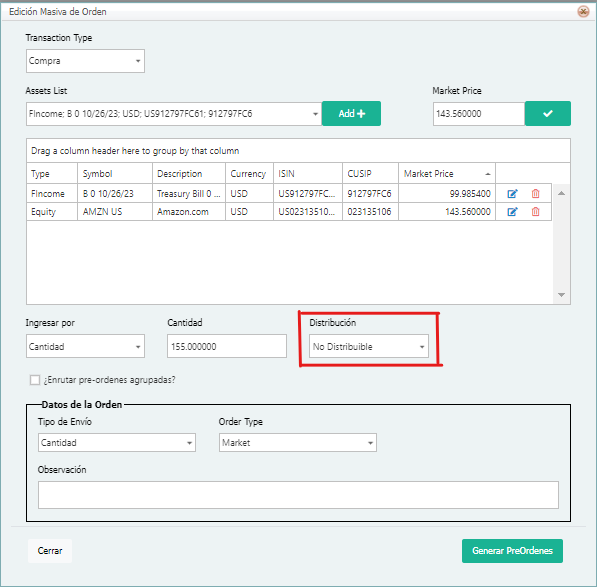 Edición Masiva de Orden
Transaction Type
Compra
Assets List
Market Price
FIncome; B 0 10/26/23; USD; US912797FC61; 912797FC6
Add
143.560000
Drag a column header here to group by that column
Type Symbol Description Currency ISIN CUSIP Market Price
FIncome B 0 10/26/23 Treasury Bill 0 ... USD US912797FC... 912797FC6 99.985400
Equity AMZN US Amazon.com USD US02313510... 023135106 143.560000
Ingresar por Cantidad Distribución
Cantidad 155.000000 No Distribuible
¿Enrutar pre-ordenes agrupadas?
Datos de la Orden
Tipo de Envío Order Type
Cantidad Market
Observación
Cerrar Generar PreOrdenes